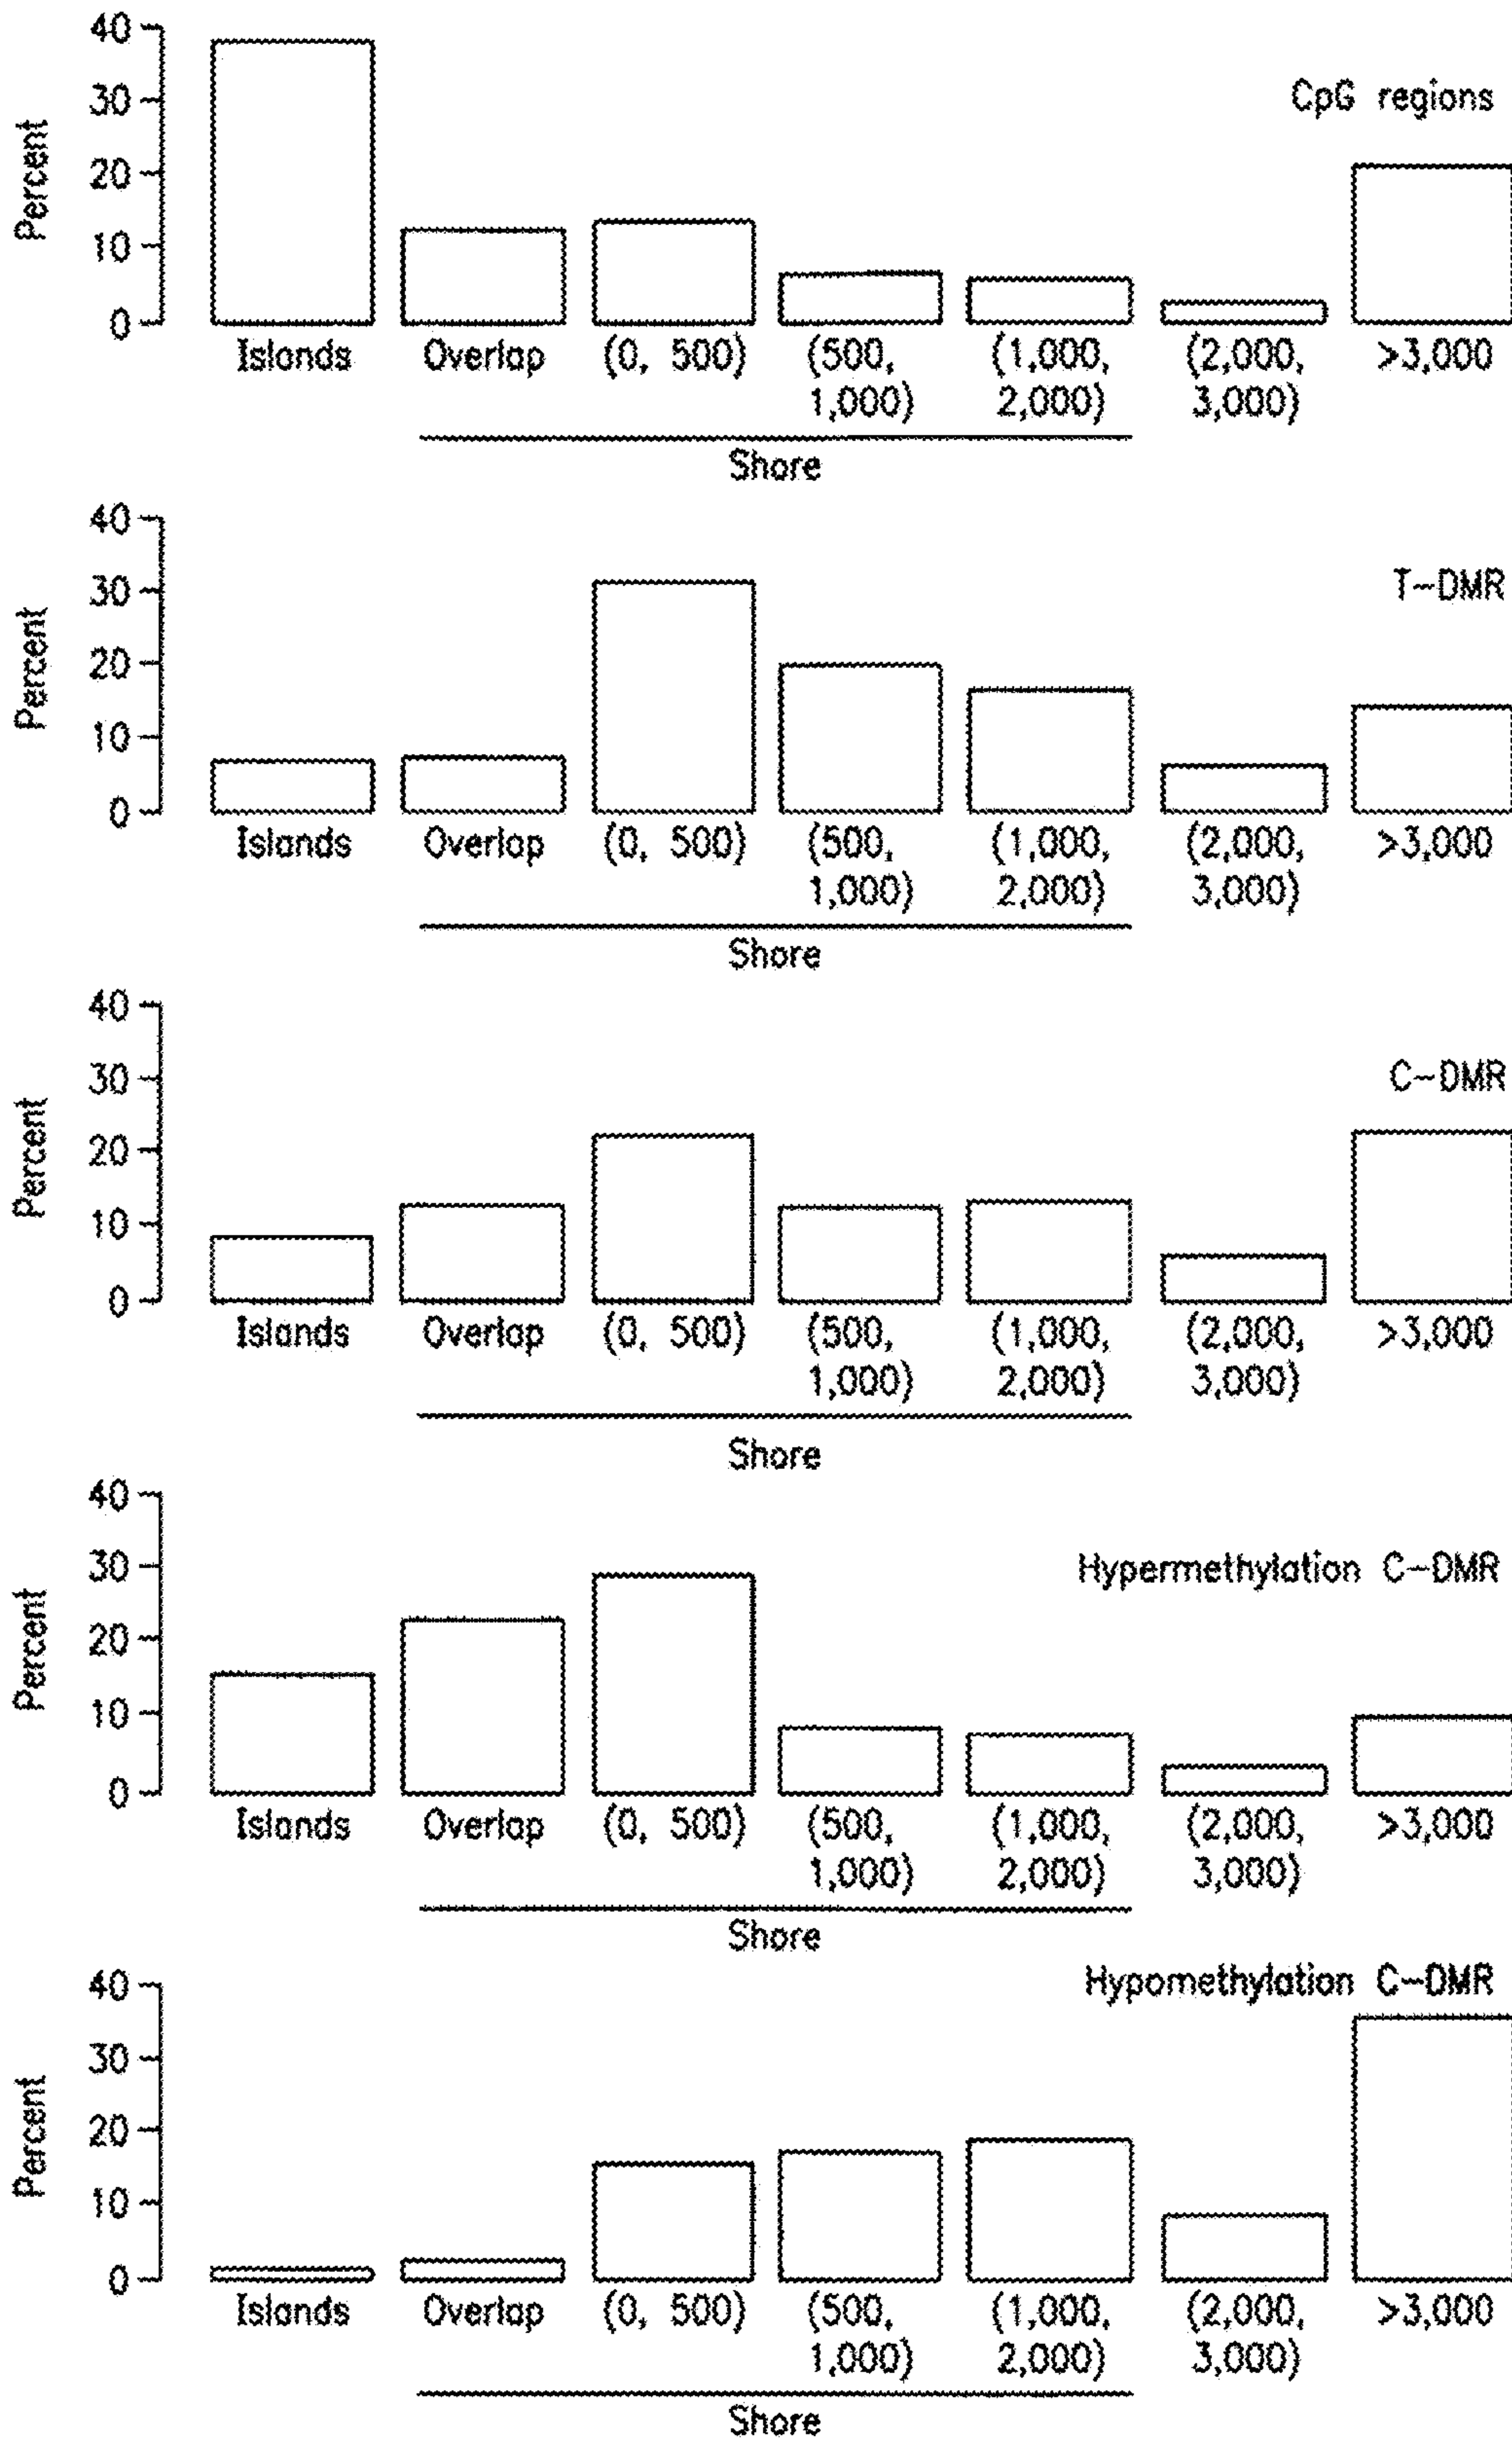 40
30
20
10
0
Percent
CpG regions
Islands Overlap (0, 500) (500, (1,000, (2,000, >3,000
1,000) 2,000) 3,000)
Shore
40
30
20
10
0
Percent
T-DMR
Islands Overlap (0, 500) (500, (1,000, (2,000, >3,000
1,000) 2,000) 3,000)
Shore
40
30
20
10
0
Percent
C-DMR
Islands Overlap (0, 500) (500, (1,000, (2,000, >3,000
1,000) 2,000) 3,000)
Shore
40
30
20
10
0
Percent
Hypermethylation C-DMR
Islands Overlap (0, 500) (500, (1,000, (2,000, >3,000
1,000) 2,000) 3,000)
Shore
40
30
20
10
0
Percent
Hypomethylation C-DMR
Islands Overlap (0, 500) (500, (1,000, (2,000, >3,000
1,000) 2,000) 3,000)
Shore